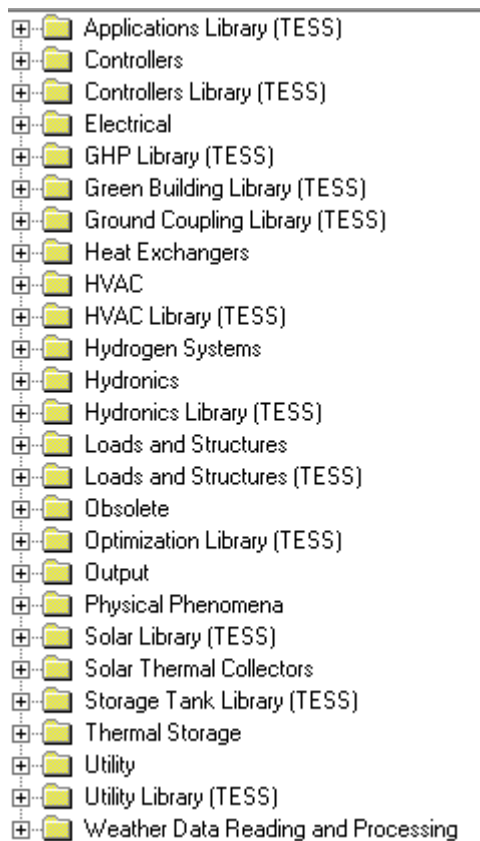 Applications Library (TESS)
Controllers
Controllers Library (TESS)
Electrical
GHP Library (TESS)
Green Building Library (TESS)
Ground Coupling Library (TESS)
Heat Exchangers
HVAC
HVAC Library (TESS)
Hydrogen Systems
Hydronics
Hydronics Library (TESS)
Loads and Structures
Loads and Structures (TESS)
Obsolete
Optimization Library (TESS)
Output
Physical Phenomena
Solar Library (TESS)
Solar Thermal Collectors
Storage Tank Library (TESS)
Thermal Storage
Utility
Utility Library (TESS)
Weather Data Reading and Processing